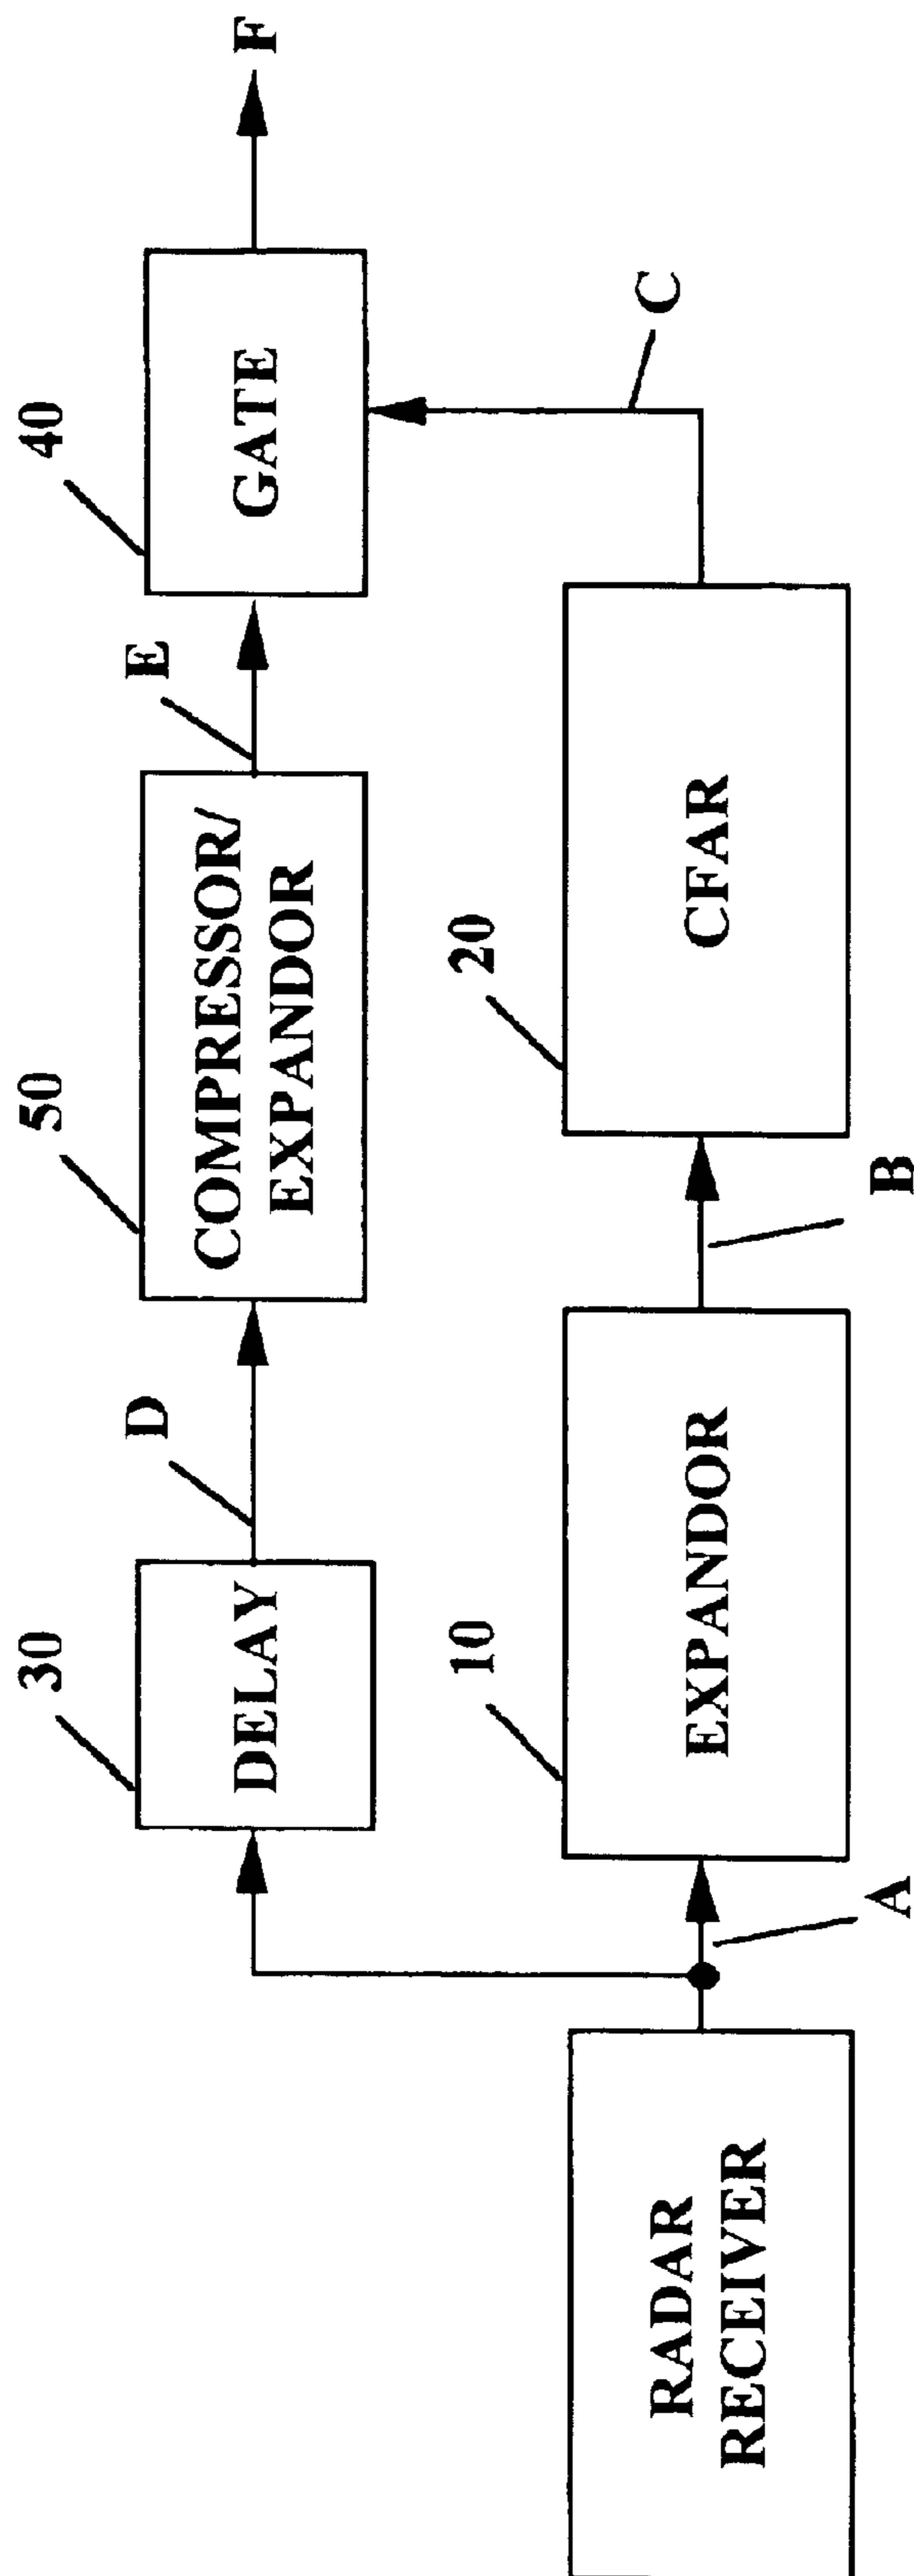 30
50
40
DELAY
D
COMPRESSOR/
EXPANDOR
E
GATE
F
10
20
C
RADAR
RECEIVER
A
EXPANDOR
B
CFAR